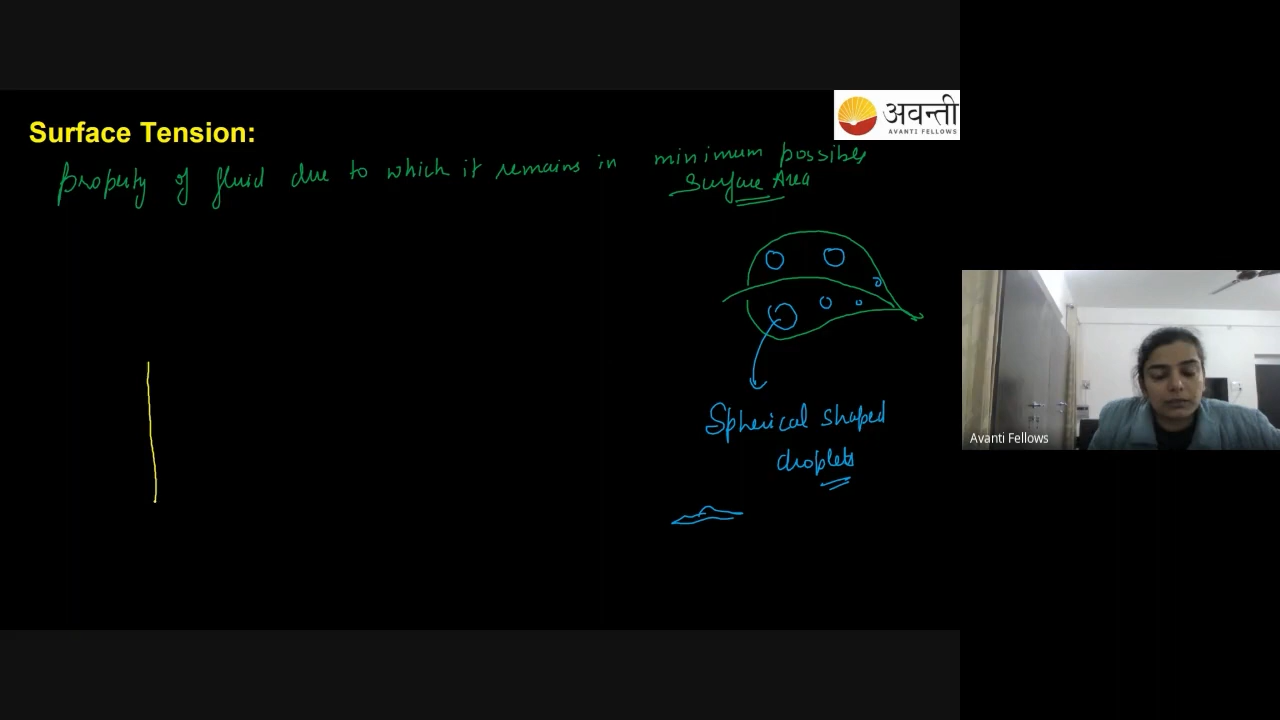 Surface Tension:
अवन्ती
AVANTI FELLOWS
Property of fluid due to which it remains in minimum possible
Surface Area
Spherical shaped
droplets
Avanti Fellows